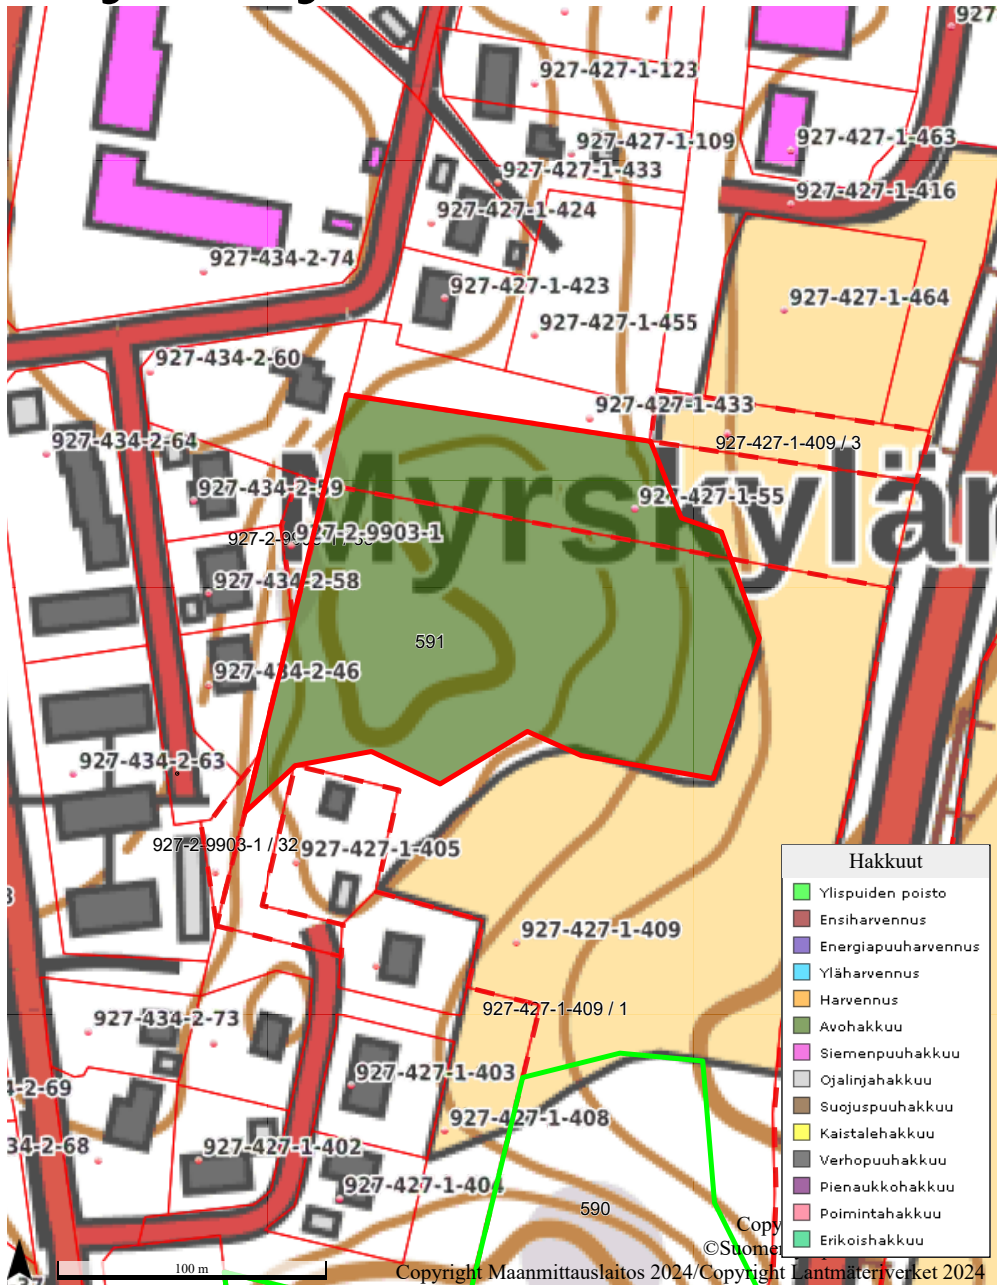 927-427-1-123
927-427-1-463
927-427-1-109
927-427-1-433
927-427-1-416
927-427-1-424
927-434-2-74
927-427-1-423
927-427-1-464
927-427-1-455
927-434-2-60
927-427-1-433
927-434-2-64
927-427-1-409 / 3
927-434-2-59
927-427-1-55
927-2-9903-1
927-434-2-58
591
927-434-2-46
927-434-2-63
927-2-9903-1 / 32
927-427-1-405
927-427-1-409
927-427-1-409 / 1
927-434-2-73
927-427-1-403
927-427-1-408
927-427-1-402
927-427-1-404
590
Hakkuut
Ylispuiden poisto
Ensiharvennus
Energiapuuharvennus
Yläharvennus
Harvennus
Avohakkuu
Siemenpuuhakkuu
Ojalinjahakkuu
Suojuspuuhakkuu
Kaistalehakkuu
Verhopuuhakkuu
Pienaukkohakkuu
Poimintahakkuu
Erikoishakkuu
100 m
Copyright Maanmittauslaitos 2024/Copyright Lantmäteriverket 2024